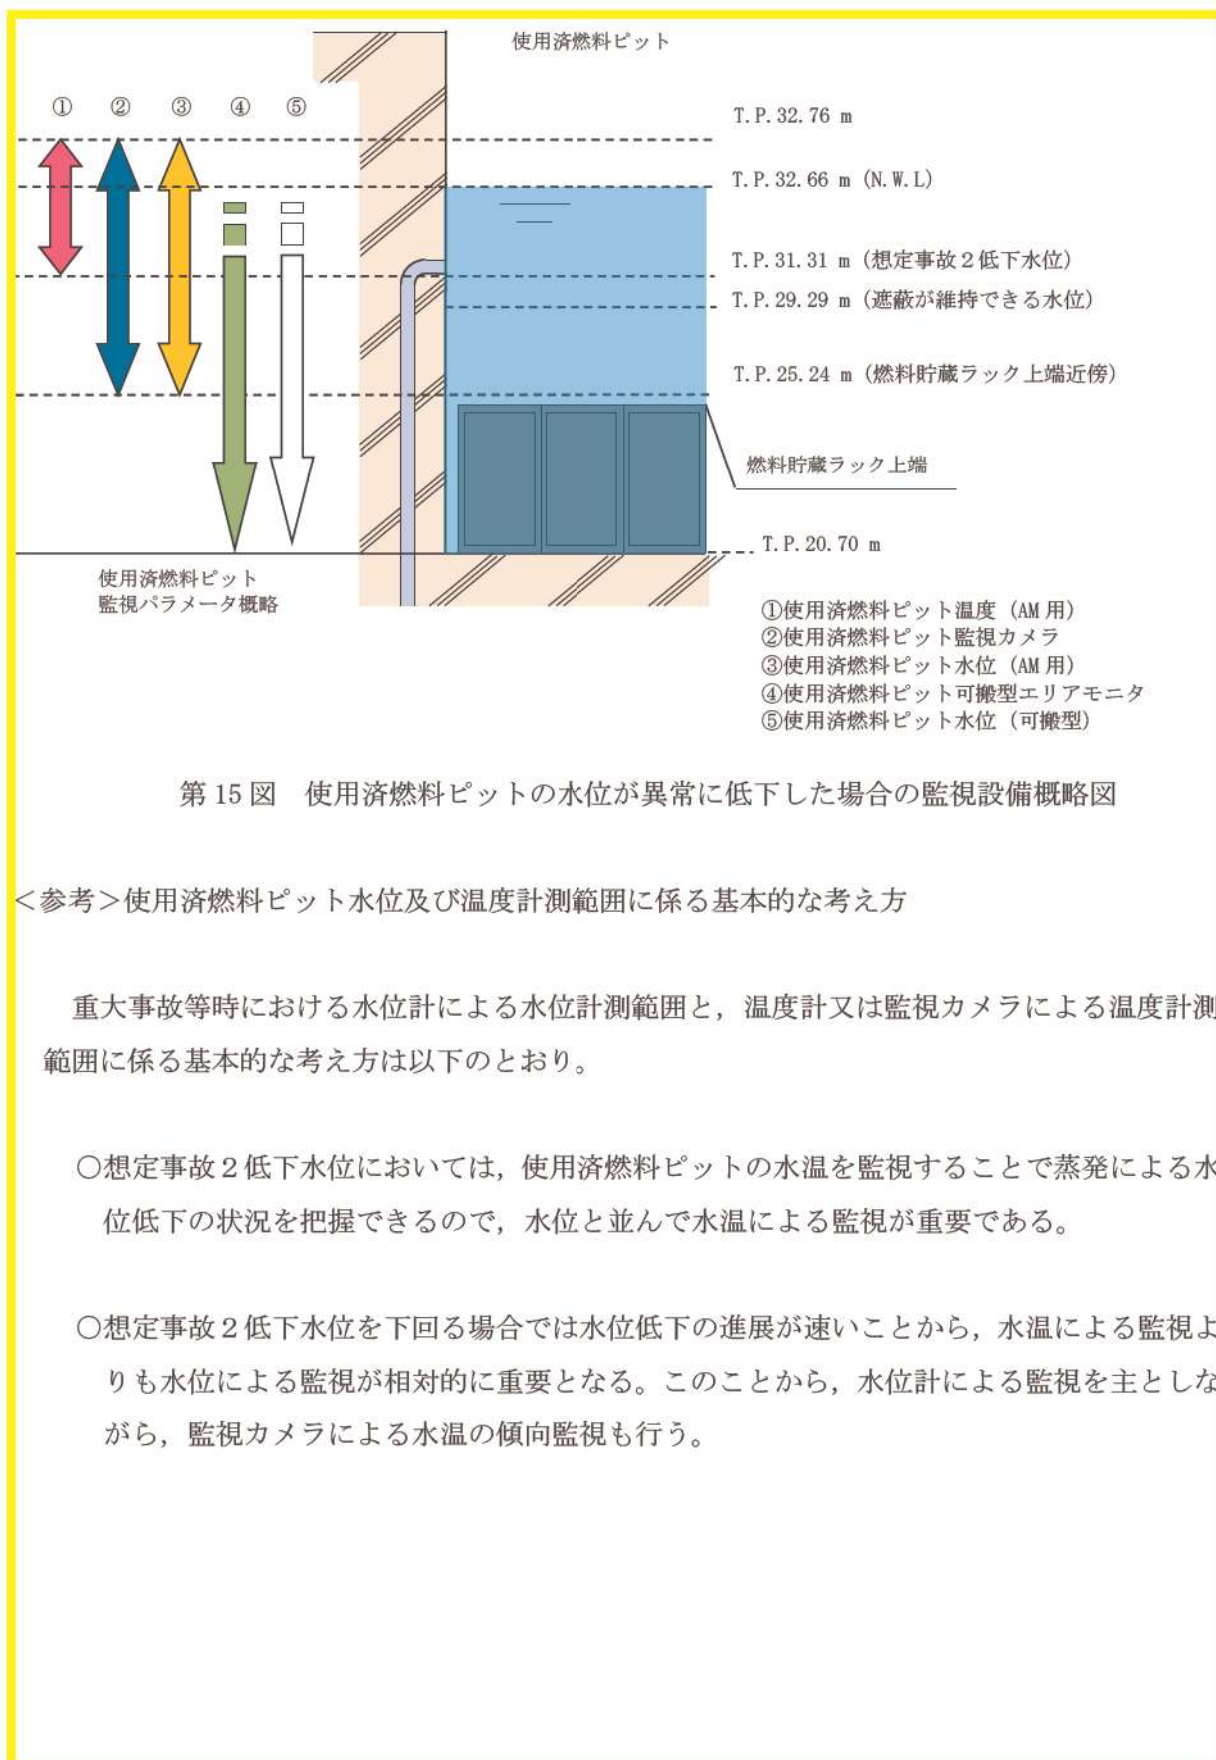 使用済燃料ピット
① ② ③ ④ ⑤
T.P.32.76 m
T.P.32.66 m (N.W.L)
T.P.31.31 m (想定事故2低下水位)
T.P.29.29 m (遮蔽が維持できる水位)
T.P.25.24 m (燃料貯蔵ラック上端近傍)
燃料貯蔵ラック上端
T.P.20.70 m
使用済燃料ピット
監視パラメータ概略
①使用済燃料ピット温度(AM用)
②使用済燃料ピット監視カメラ
③使用済燃料ピット水位(AM用)
④使用済燃料ピット可搬型エリアモニタ
⑤使用済燃料ピット水位(可搬型)
第15図 使用済燃料ピットの水位が異常に低下した場合の監視設備概略図
<参考>使用済燃料ピット水位及び温度計測範囲に係る基本的な考え方
重大事故等時における水位計による水位計測範囲と,温度計又は監視カメラによる温度計測
範囲に係る基本的な考え方は以下のとおり。
○想定事故2低下水位においては,使用済燃料ピットの水温を監視することで蒸発による水
位低下の状況を把握できるので,水位と並んで水温による監視が重要である。
○想定事故2低下水位を下回る場合では水位低下の進展が速いことから,水温による監視よ
りも水位による監視が相対的に重要となる。このことから,水位計による監視を主としな
がら,監視カメラによる水温の傾向監視も行う。